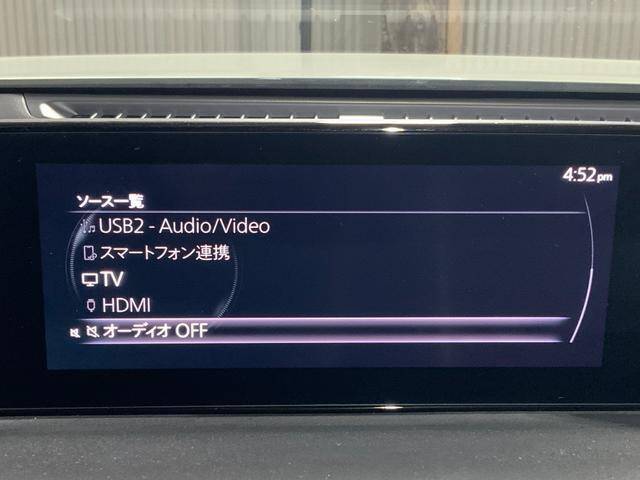 4:52pm
ソース一覧
USB2 - Audio/Video
スマートフォン連携
TV
HDMI
オーディオ OFF